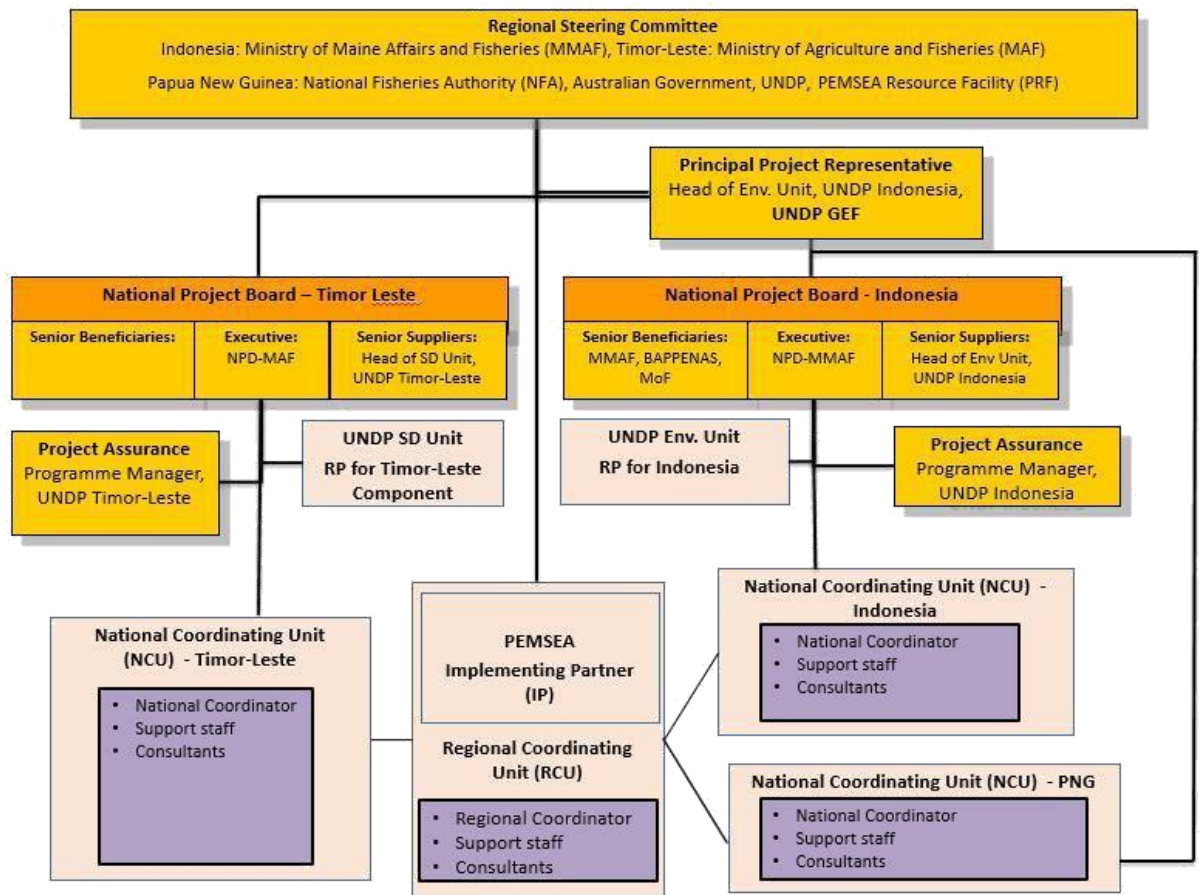 Regional Steering Committee
Indonesia: Ministry of Maine Affairs and Fisheries (MMAF), Timor-Leste: Ministry of Agriculture and Fisheries (MAF)
Papua New Guinea: National Fisheries Authority (NFA), Australian Government, UNDP, PEMSEA Resource Facility (PRF)
Principal Project Representative
Head of Env. Unit, UNDP Indonesia,
UNDP GEF
National Project Board – Timor Leste
Senior Beneficiaries:
Executive:
NPD-MAF
Senior Suppliers:
Head of SD Unit,
UNDP Timor-Leste
National Project Board - Indonesia
Senior Beneficiaries:
MMAF, BAPPENAS,
MoF
Executive:
NPD-MMAF
Senior Suppliers:
Head of Env Unit,
UNDP Indonesia
Project Assurance
Programme Manager,
UNDP Timor-Leste
UNDP SD Unit
RP for Timor-Leste
Component
UNDP Env. Unit
RP for Indonesia
Project Assurance
Programme Manager,
UNDP Indonesia
National Coordinating Unit
(NCU) - Timor-Leste
• National Coordinator
• Support staff
• Consultants
PEMSEA
Implementing Partner
(IP)
Regional Coordinating
Unit (RCU)
• Regional Coordinator
• Support staff
• Consultants
National Coordinating Unit (NCU) -
Indonesia
• National Coordinator
• Support staff
• Consultants
National Coordinating Unit (NCU) - PNG
• National Coordinator
• Support staff
• Consultants